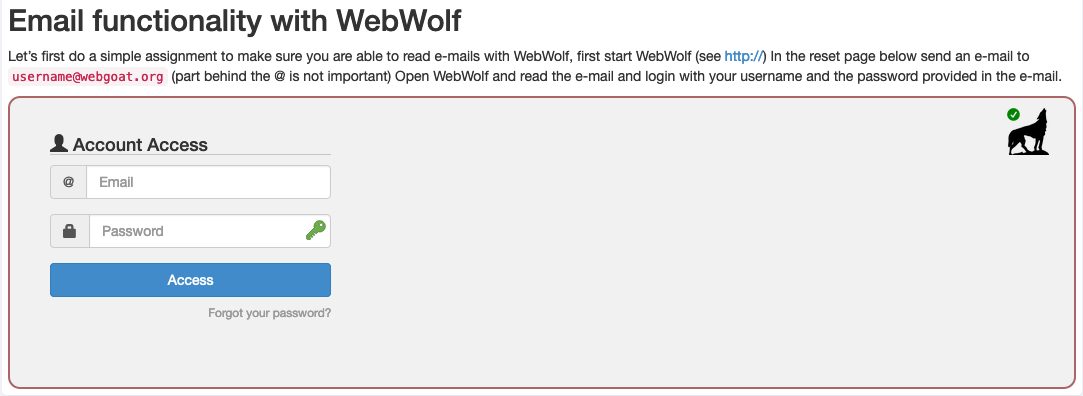 Email functionality with WebWolf
Let’s first do a simple assignment to make sure you are able to read e-mails with WebWolf, first start WebWolf (see http://) In the reset page below send an e-mail to
username@webgoat.org (part behind the @ is not important) Open WebWolf and read the e-mail and login with your username and the password provided in the e-mail.
Account Access
@ Email
Password
Access
Forgot your password?